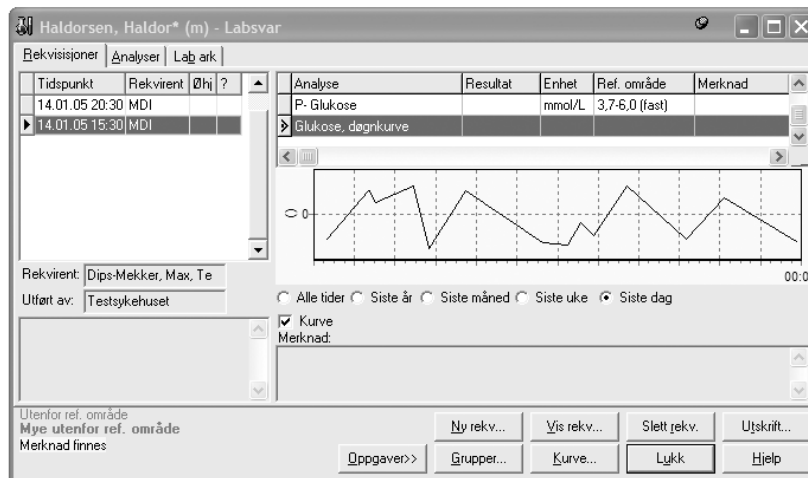 Haldorsen, Haldor* (m) - Labsvar
Rekvisisjoner Analyser Lab ark
Tidspunkt Rekvirent Øhj ?
14.01.05 20:30 MDI
14.01.05 15:30 MDI
Analyse Resultat Enhet Ref. område Merknad
P- Glukose mmol/L 3,7-6,0 (fast)
Glukose, døgnkurve
0 0
00:0
Rekvirent: Dips-Mekker, Max, Te
Utført av: Testsykehuset
Alle tider Siste år Siste måned Siste uke Siste dag
Kurve
Merknad:
Utenfor ref. område
Mye utenfor ref. område
Merknad finnes
Ny rekv... Vis rekv... Slett rekv. Utskrift...
Oppgaver>> Grupper... Kurve... Lukk Hjelp